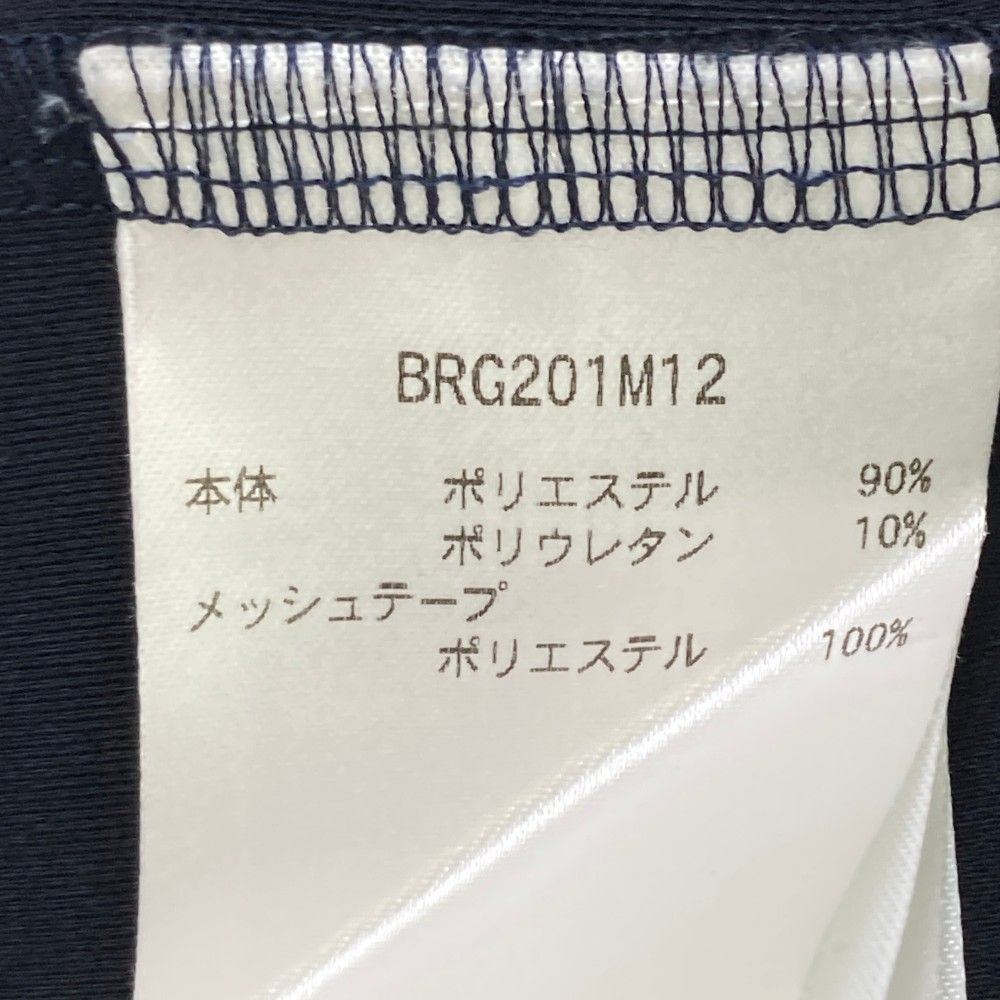 BRG201M12
本体 ポリエステル 90%
ポリウレタン 10%
メッシュテープ
ポリエステル 100%